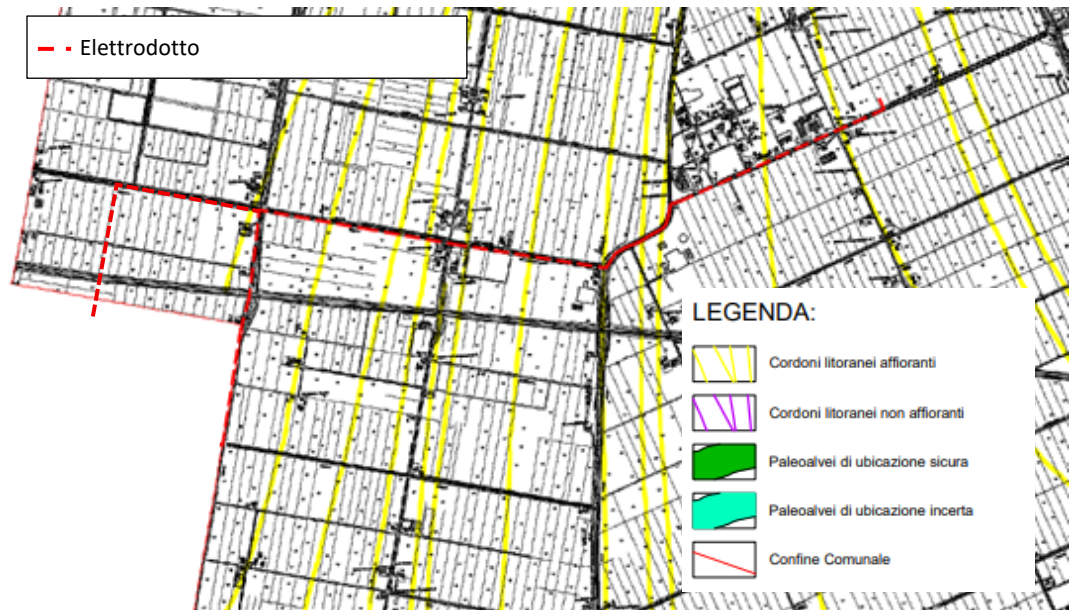 Elettrodotto
LEGENDA:
Cordoni litoranei affioranti
Cordoni litoranei non affioranti
Paleoalvei di ubicazione sicura
Paleoalvei di ubicazione incerta
Confine Comunale